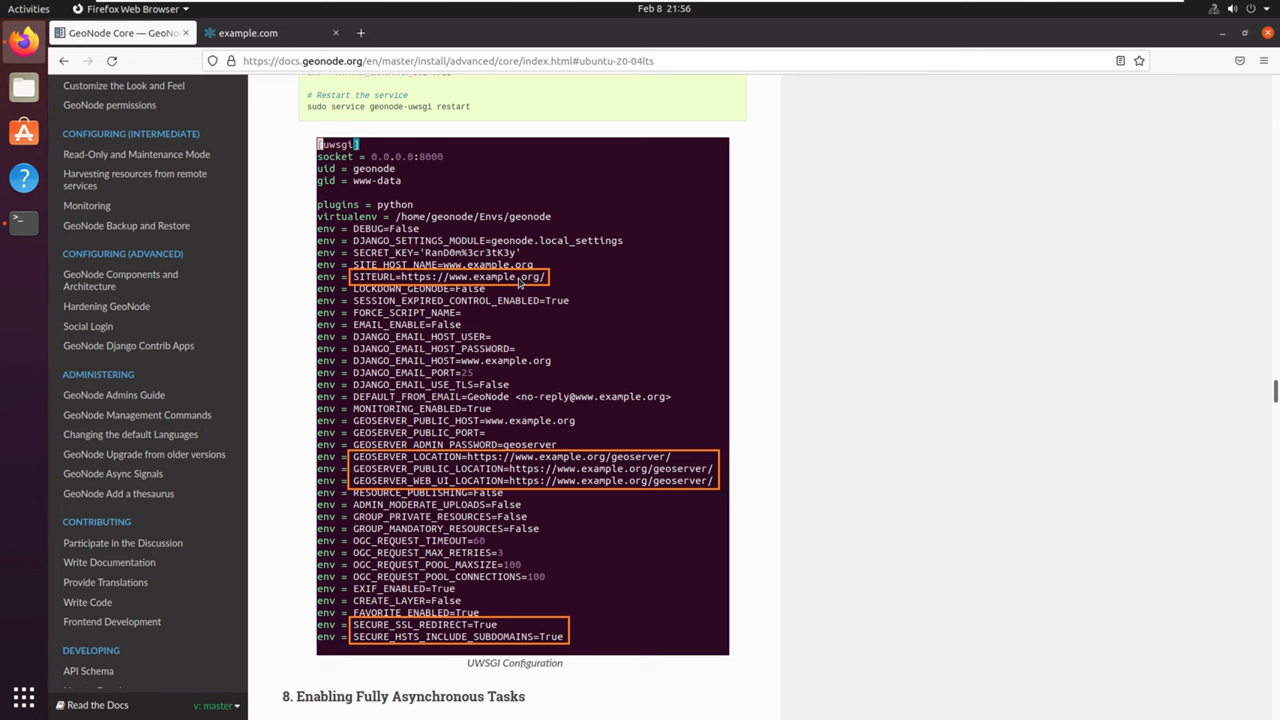 Activities
Firefox Web Browser
Feb 8 21:56
GeoNode Core — GeoNo
example.com
https://docs.geonode.org/en/master/install/advanced/core/index.html#ubuntu-20-04lts
Customize the Look and Feel
GeoNode permissions
CONFIGURING (INTERMEDIATE)
Read-Only and Maintenance Mode
Harvesting resources from remote
services
Monitoring
GeoNode Backup and Restore
CONFIGURING (ADVANCED)
GeoNode Components and
Architecture
Hardening GeoNode
Social Login
GeoNode Django Contrib Apps
ADMINISTERING
GeoNode Admins Guide
GeoNode Management Commands
Changing the default Languages
GeoNode Upgrade from older versions
GeoNode Async Signals
GeoNode Add a thesaurus
CONTRIBUTING
Participate in the Discussion
Write Documentation
Provide Translations
Write Code
Frontend Development
DEVELOPING
API Schema
Read the Docs
v: master
# Restart the service
sudo service geonode-uwsgi restart
[uwsgi]
socket = 0.0.0.0:8000
uid = geonode
gid = www-data
plugins = python
virtualenv = /home/geonode/Envs/geonode
env = DEBUG=False
env = DJANGO_SETTINGS_MODULE=geonode.local_settings
env = SECRET_KEY='RanD0m%3cr3tK3y'
env = SITE_HOST_NAME=www.example.org
env = SITEURL=https://www.example.org/
env = LOCKDOWN_GEONODE=False
env = SESSION_EXPIRED_CONTROL_ENABLED=True
env = FORCE_SCRIPT_NAME=
env = EMAIL_ENABLE=False
env = DJANGO_EMAIL_HOST_USER=
env = DJANGO_EMAIL_HOST_PASSWORD=
env = DJANGO_EMAIL_HOST=www.example.org
env = DJANGO_EMAIL_PORT=25
env = DJANGO_EMAIL_USE_TLS=False
env = DEFAULT_FROM_EMAIL=GeoNode <no-reply@www.example.org>
env = MONITORING_ENABLED=True
env = GEOSERVER_PUBLIC_HOST=www.example.org
env = GEOSERVER_PUBLIC_PORT=
env = GEOSERVER_ADMIN_PASSWORD=geoserver
env = GEOSERVER_LOCATION=https://www.example.org/geoserver/
env = GEOSERVER_PUBLIC_LOCATION=https://www.example.org/geoserver/
env = GEOSERVER_WEB_UI_LOCATION=https://www.example.org/geoserver/
env = RESOURCE_PUBLISHING=False
env = ADMIN_MODERATE_UPLOADS=False
env = GROUP_PRIVATE_RESOURCES=False
env = GROUP_MANDATORY_RESOURCES=False
env = OGC_REQUEST_TIMEOUT=60
env = OGC_REQUEST_MAX_RETRIES=3
env = OGC_REQUEST_POOL_MAXSIZE=100
env = OGC_REQUEST_POOL_CONNECTIONS=100
env = EXIF_ENABLED=True
env = CREATE_LAYER=False
env = FAVORITE_ENABLED=True
env = SECURE_SSL_REDIRECT=True
env = SECURE_HSTS_INCLUDE_SUBDOMAINS=True
UWSGI Configuration
8. Enabling Fully Asynchronous Tasks